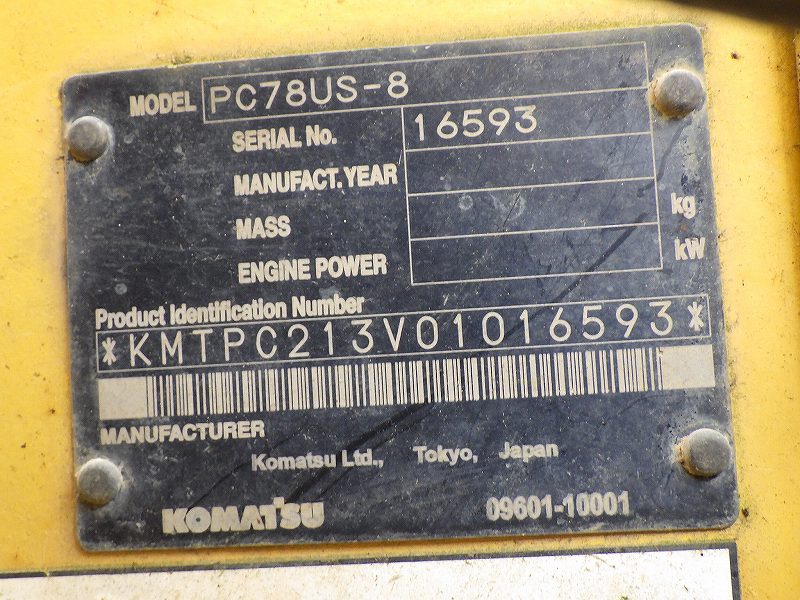 MODEL PC78US-8
SERIAL No. 16593
MANUFACT. YEAR
MASS kg
ENGINE POWER kW
Product Identification Number
*KMTPC213V01016593*
MANUFACTURER
Komatsu Ltd., Tokyo, Japan
KOMATSU 09601-10001